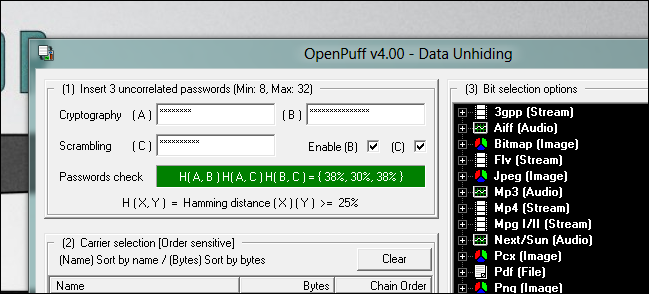 OpenPuff v4.00 - Data Unhiding
(1) Insert 3 uncorrelated passwords (Min: 8, Max: 32)
Cryptography (A) ******** (B) **************
Scrambling (C) ********** Enable (B) (C)
Passwords check H( A, B ) H( A, C ) H( B, C ) = { 38%, 30%, 38% }
H ( X, Y ) = Hamming distance ( X ) ( Y ) >= 25%
(2) Carrier selection [Order sensitive]
(Name) Sort by name / (Bytes) Sort by bytes Clear
Name Bytes Chain Order
(3) Bit selection options
3gpp (Stream)
Aiff (Audio)
Bitmap (Image)
Flv (Stream)
Jpeg (Image)
Mp3 (Audio)
Mp4 (Stream)
Mpg I/II (Stream)
Next/Sun (Audio)
Pcx (Image)
Pdf (File)
Png (Image)